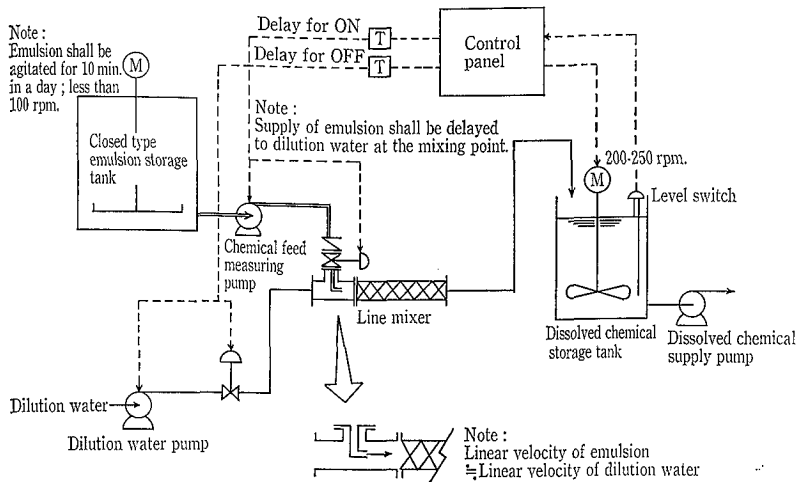 Note :
Emulsion shall be
agitated for 10 min.
in a day ; less than
100 rpm.
M
Closed type
emulsion storage
tank
Delay for ON
T
Delay for OFF
T
Control
panel
Note :
Supply of emulsion shall be delayed
to dilution water at the mixing point.
200-250 rpm.
M
Level switch
Chemical feed
measuring
pump
Line mixer
Dissolved chemical
storage tank
Dissolved chemical
supply pump
Dilution water
Dilution water pump
Note :
Linear velocity of emulsion
≒Linear velocity of dilution water